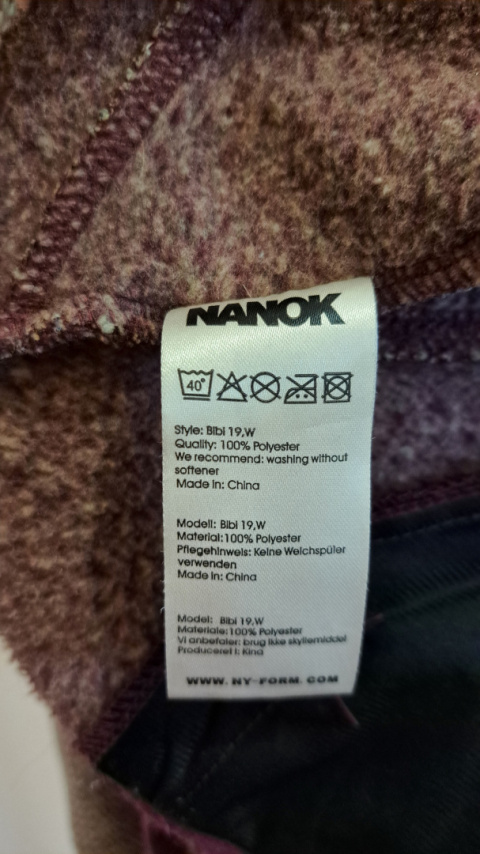 NANOK
40°
Style: Bibi 19,W
Quality: 100% Polyester
We recommend: washing without
softener
Made in: China
Modell: Bibi 19,W
Material:100% Polyester
Pflegehinweis: Keine Weichspüler
verwenden
Made in: China
Model: Bibi 19,W
Materiale:100% Polyester
Vi anbefaler: brug ikke skyllemiddel
Produceret i: Kina
WWW.NY-FORM.COM